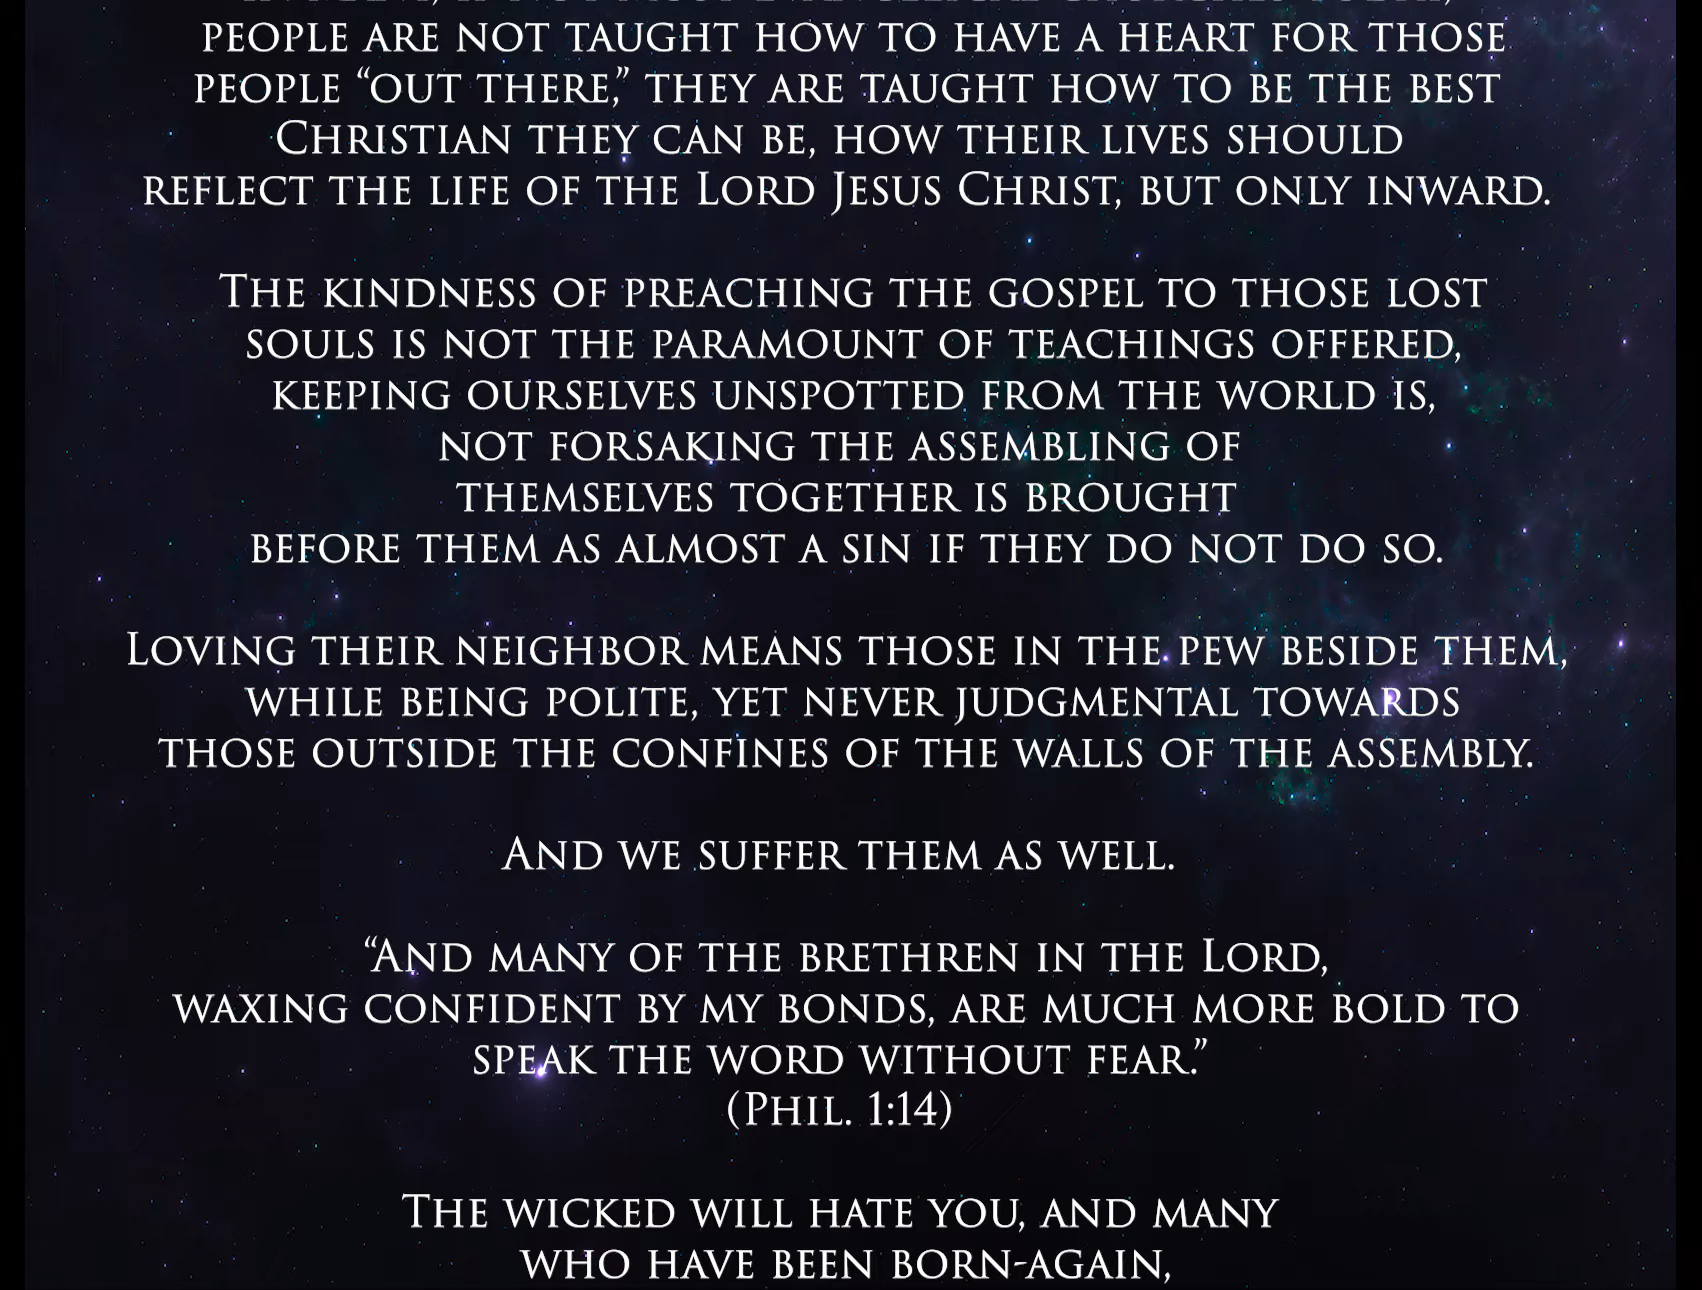 PEOPLE ARE NOT TAUGHT HOW TO HAVE A HEART FOR THOSE
PEOPLE “OUT THERE,” THEY ARE TAUGHT HOW TO BE THE BEST
CHRISTIAN THEY CAN BE, HOW THEIR LIVES SHOULD
REFLECT THE LIFE OF THE LORD JESUS CHRIST, BUT ONLY INWARD.
THE KINDNESS OF PREACHING THE GOSPEL TO THOSE LOST
SOULS IS NOT THE PARAMOUNT OF TEACHINGS OFFERED,
KEEPING OURSELVES UNSPOTTED FROM THE WORLD IS,
NOT FORSAKING THE ASSEMBLING OF
THEMSELVES TOGETHER IS BROUGHT
BEFORE THEM AS ALMOST A SIN IF THEY DO NOT DO SO.
LOVING THEIR NEIGHBOR MEANS THOSE IN THE PEW BESIDE THEM,
WHILE BEING POLITE, YET NEVER JUDGMENTAL TOWARDS
THOSE OUTSIDE THE CONFINES OF THE WALLS OF THE ASSEMBLY.
AND WE SUFFER THEM AS WELL.
“AND MANY OF THE BRETHREN IN THE LORD,
WAXING CONFIDENT BY MY BONDS, ARE MUCH MORE BOLD TO
SPEAK THE WORD WITHOUT FEAR.”
(PHIL. 1:14)
THE WICKED WILL HATE YOU, AND MANY
WHO HAVE BEEN BORN-AGAIN,